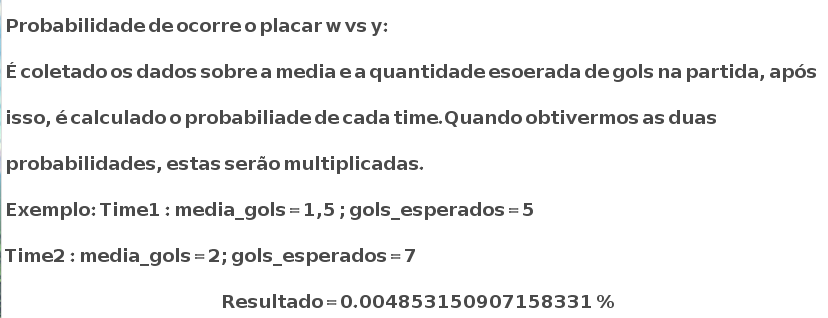 Probabilidade de ocorre o placar w vs y:
É coletado os dados sobre a media e a quantidade esoerada de gols na partida, após
isso, é calculado o probabiliade de cada time.Quando obtivermos as duas
probabilidades, estas serão multiplicadas.
Exemplo: Time1 : media_gols = 1,5 ; gols_esperados = 5
Time2 : media_gols = 2; gols_esperados = 7
Resultado = 0.004853150907158331 %